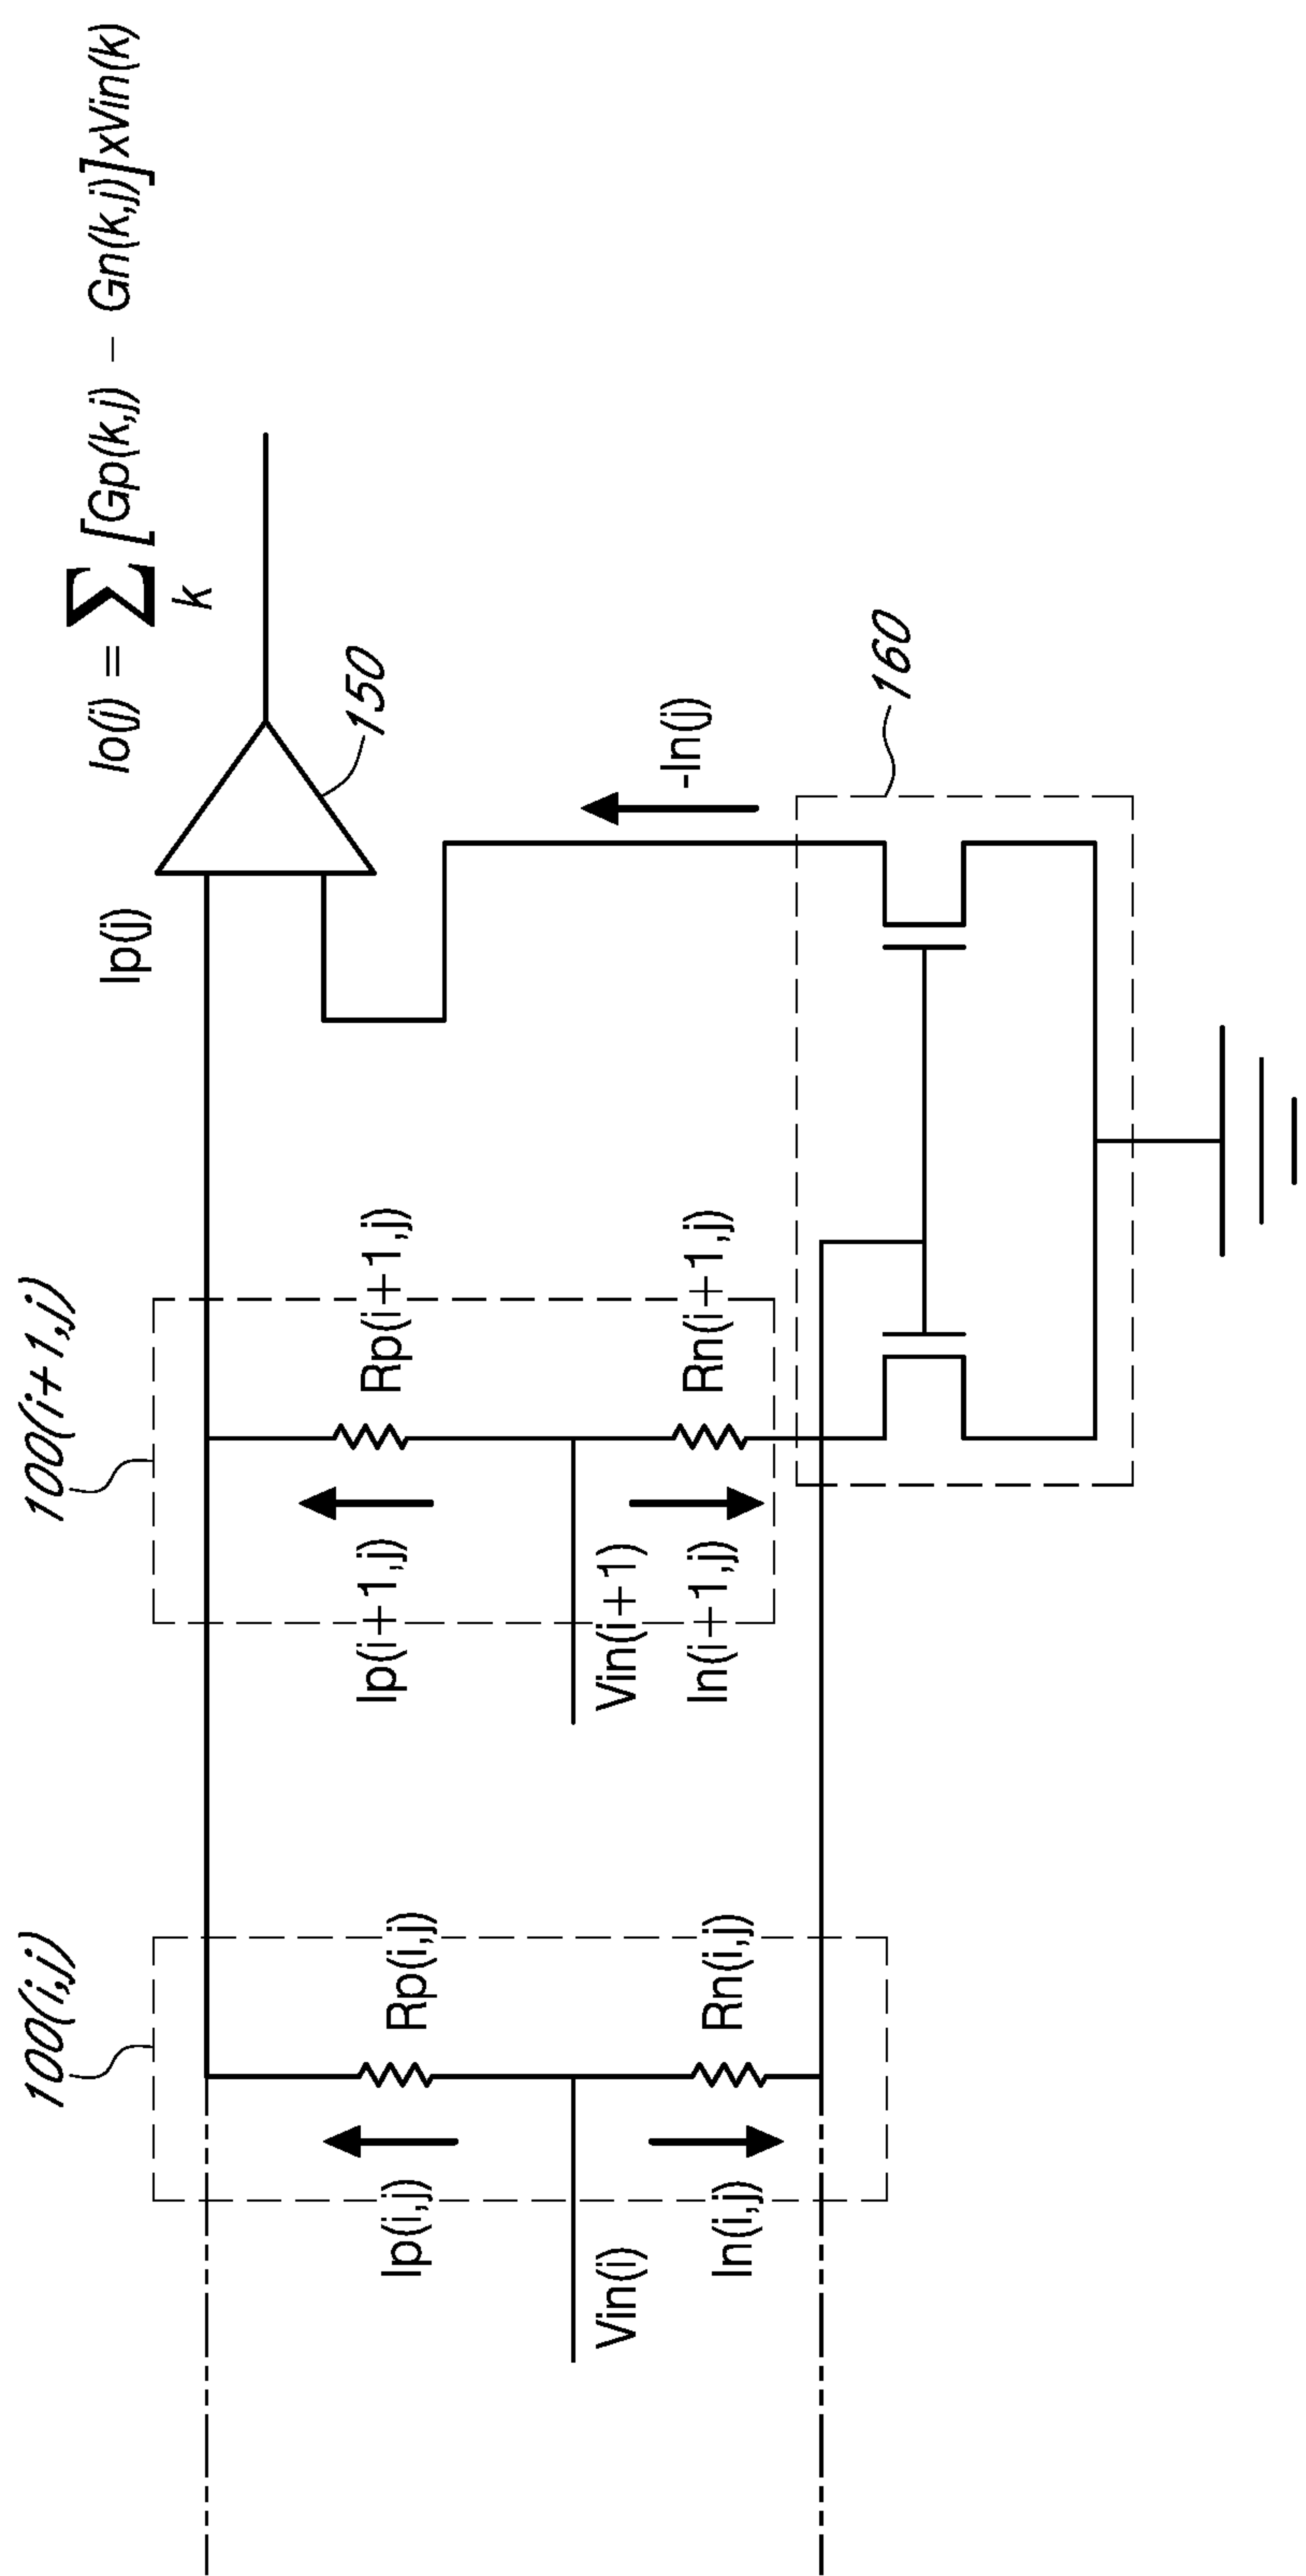 Io(j) = Σ [Gp(k,j) − Gn(k,j)]xVin(k)
k
100(i,j)
100(i+1,j)
Ip(j)
150
Ip(i,j)
Rp(i,j)
Ip(i+1,j)
Rp(i+1,j)
Vin(i)
Vin(i+1)
-In(j)
In(i,j)
Rn(i,j)
In(i+1,j)
Rn(i+1,j)
160